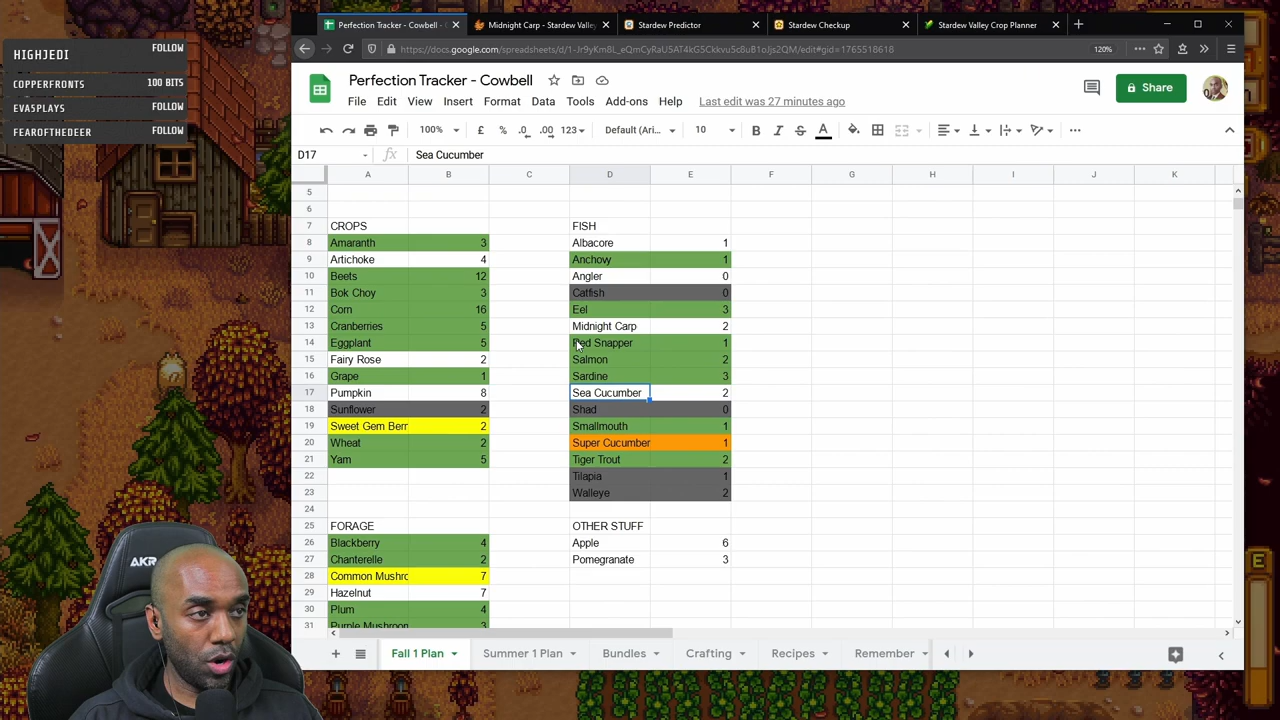 HIGHJEDI FOLLOW
COPPERFRONTS 100 BITS
EVASPLAYS FOLLOW
FEAROFTHEDEER FOLLOW
Perfection Tracker - Cowbell -
Midnight Carp - Stardew Valley
Stardew Predictor
Stardew Checkup
Stardew Valley Crop Planner
120%
Perfection Tracker - Cowbell
File Edit View Insert Format Data Tools Add-ons Help Last edit was 27 minutes ago
Share
100% £ % .0 .00 123 Default (Ari... 10 B I S A
D17 fx Sea Cucumber
A B C D E F G H I J K
5
6
7 CROPS FISH
8 Amaranth 3 Albacore 1
9 Artichoke 4 Anchovy 1
10 Beets 12 Angler 0
11 Bok Choy 3 Catfish 0
12 Corn 16 Eel 3
13 Cranberries 5 Midnight Carp 2
14 Eggplant 5 Red Snapper 1
15 Fairy Rose 2 Salmon 2
16 Grape 1 Sardine 3
17 Pumpkin 8 Sea Cucumber 2
18 Sunflower 2 Shad 0
19 Sweet Gem Berr 2 Smallmouth 1
20 Wheat 2 Super Cucumber 1
21 Yam 5 Tiger Trout 2
22 Tilapia 1
23 Walleye 2
24
25 FORAGE OTHER STUFF
26 Blackberry 4 Apple 6
27 Chanterelle 2 Pomegranate 3
28 Common Mushro 7
29 Hazelnut 7
30 Plum 4
31 Purple Mushroom 3
Fall 1 Plan Summer 1 Plan Bundles Crafting Recipes Remember
AKR
E